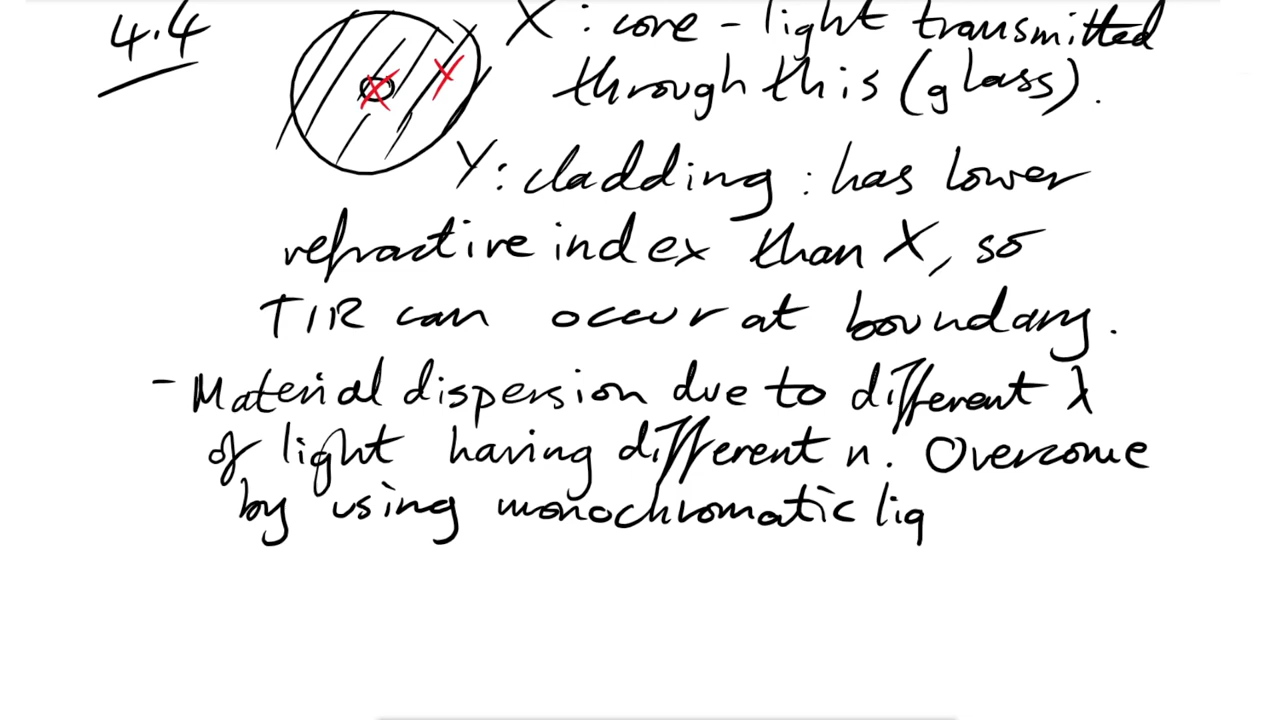 4.4
X : core - light transmitted
through this (glass).
X Y
Y : cladding : has lower
refractive index than X, so
TIR can occur at boundary.
- Material dispersion due to different λ
of light having different n. Overcome
by using monochromatic lig